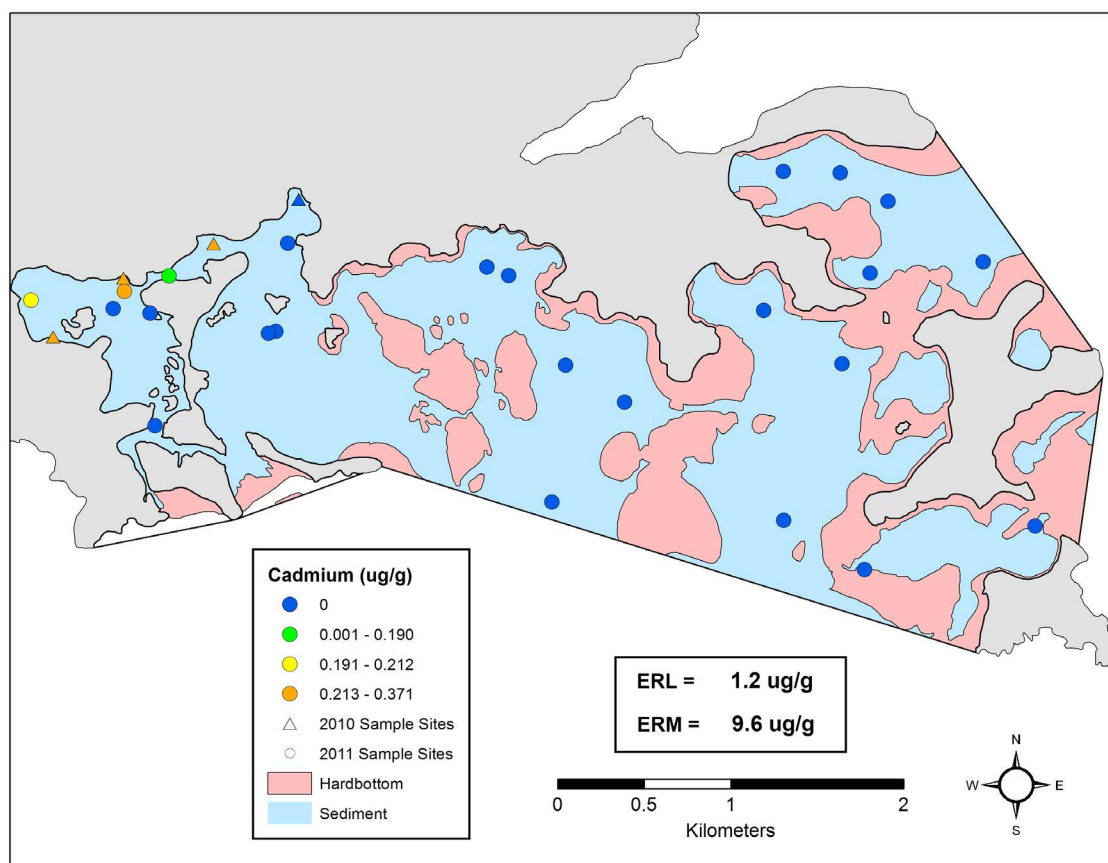 Cadmium (ug/g)
0
0.001 - 0.190
0.191 - 0.212
0.213 - 0.371
2010 Sample Sites
2011 Sample Sites
Hardbottom
Sediment
ERL = 1.2 ug/g
ERM = 9.6 ug/g
0 0.5 1 2
Kilometers
N
W E
S